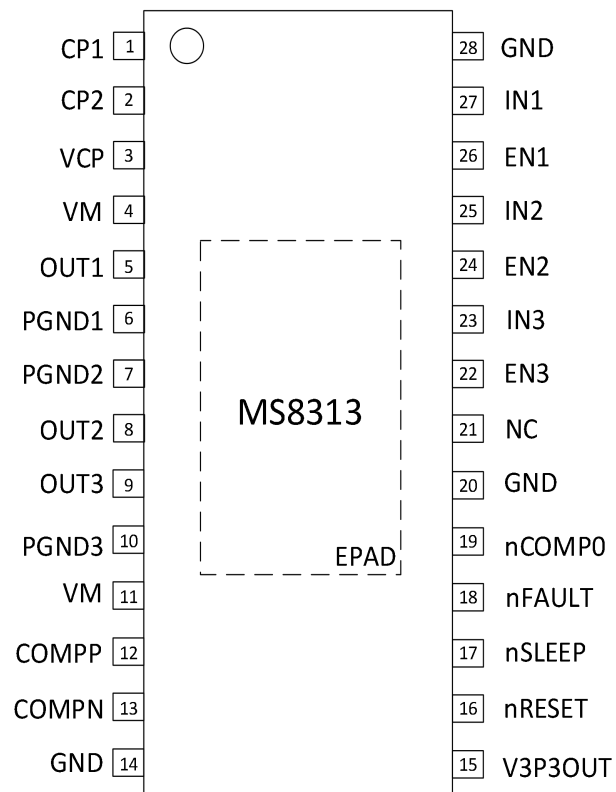 CP1 1 28 GND
CP2 2 27 IN1
VCP 3 26 EN1
VM 4 25 IN2
OUT1 5 24 EN2
PGND1 6 23 IN3
PGND2 7 22 EN3
MS8313
OUT2 8 21 NC
OUT3 9 20 GND
PGND3 10 19 nCOMP0
EPAD
VM 11 18 nFAULT
COMPP 12 17 nSLEEP
COMPN 13 16 nRESET
GND 14 15 V3P3OUT